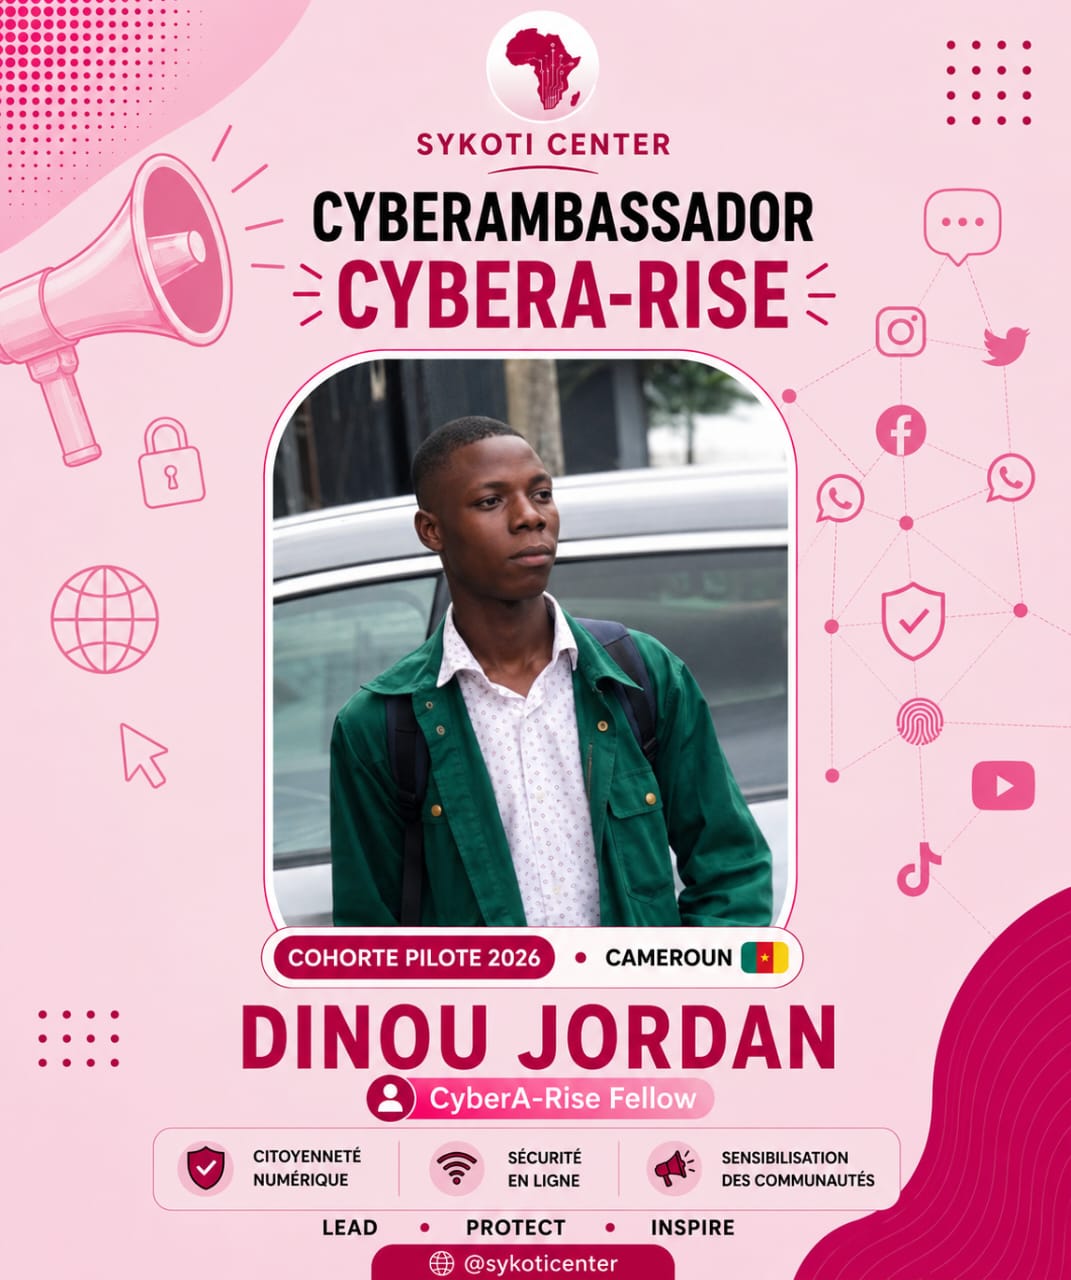 SYKOTI CENTER
CYBERAMBASSADOR
CYBERA-RISE
COHORTE PILOTE 2026 • CAMEROUN
DINOU JORDAN
CyberA-Rise Fellow
CITOYENNETÉ
NUMÉRIQUE
SÉCURITÉ
EN LIGNE
SENSIBILISATION
DES COMMUNAUTÉS
LEAD • PROTECT • INSPIRE
@sykoticenter